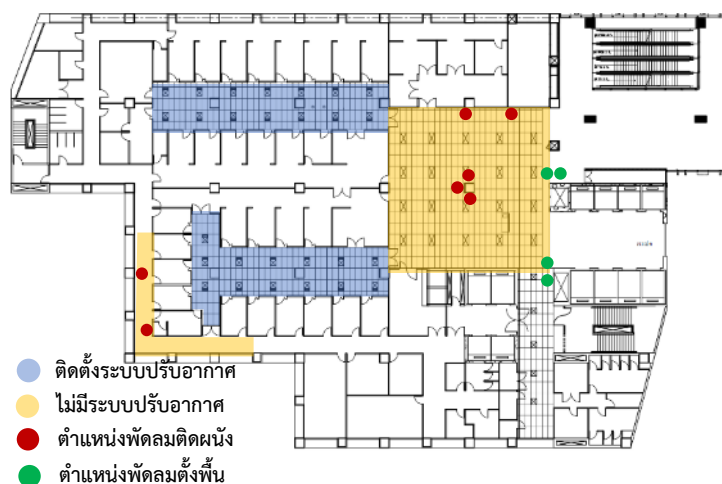 ติดตั้งระบบปรับอากาศ
ไม่มีระบบปรับอากาศ
ตำแหน่งพัดลมติดผนัง
ตำแหน่งพัดลมตั้งพื้น